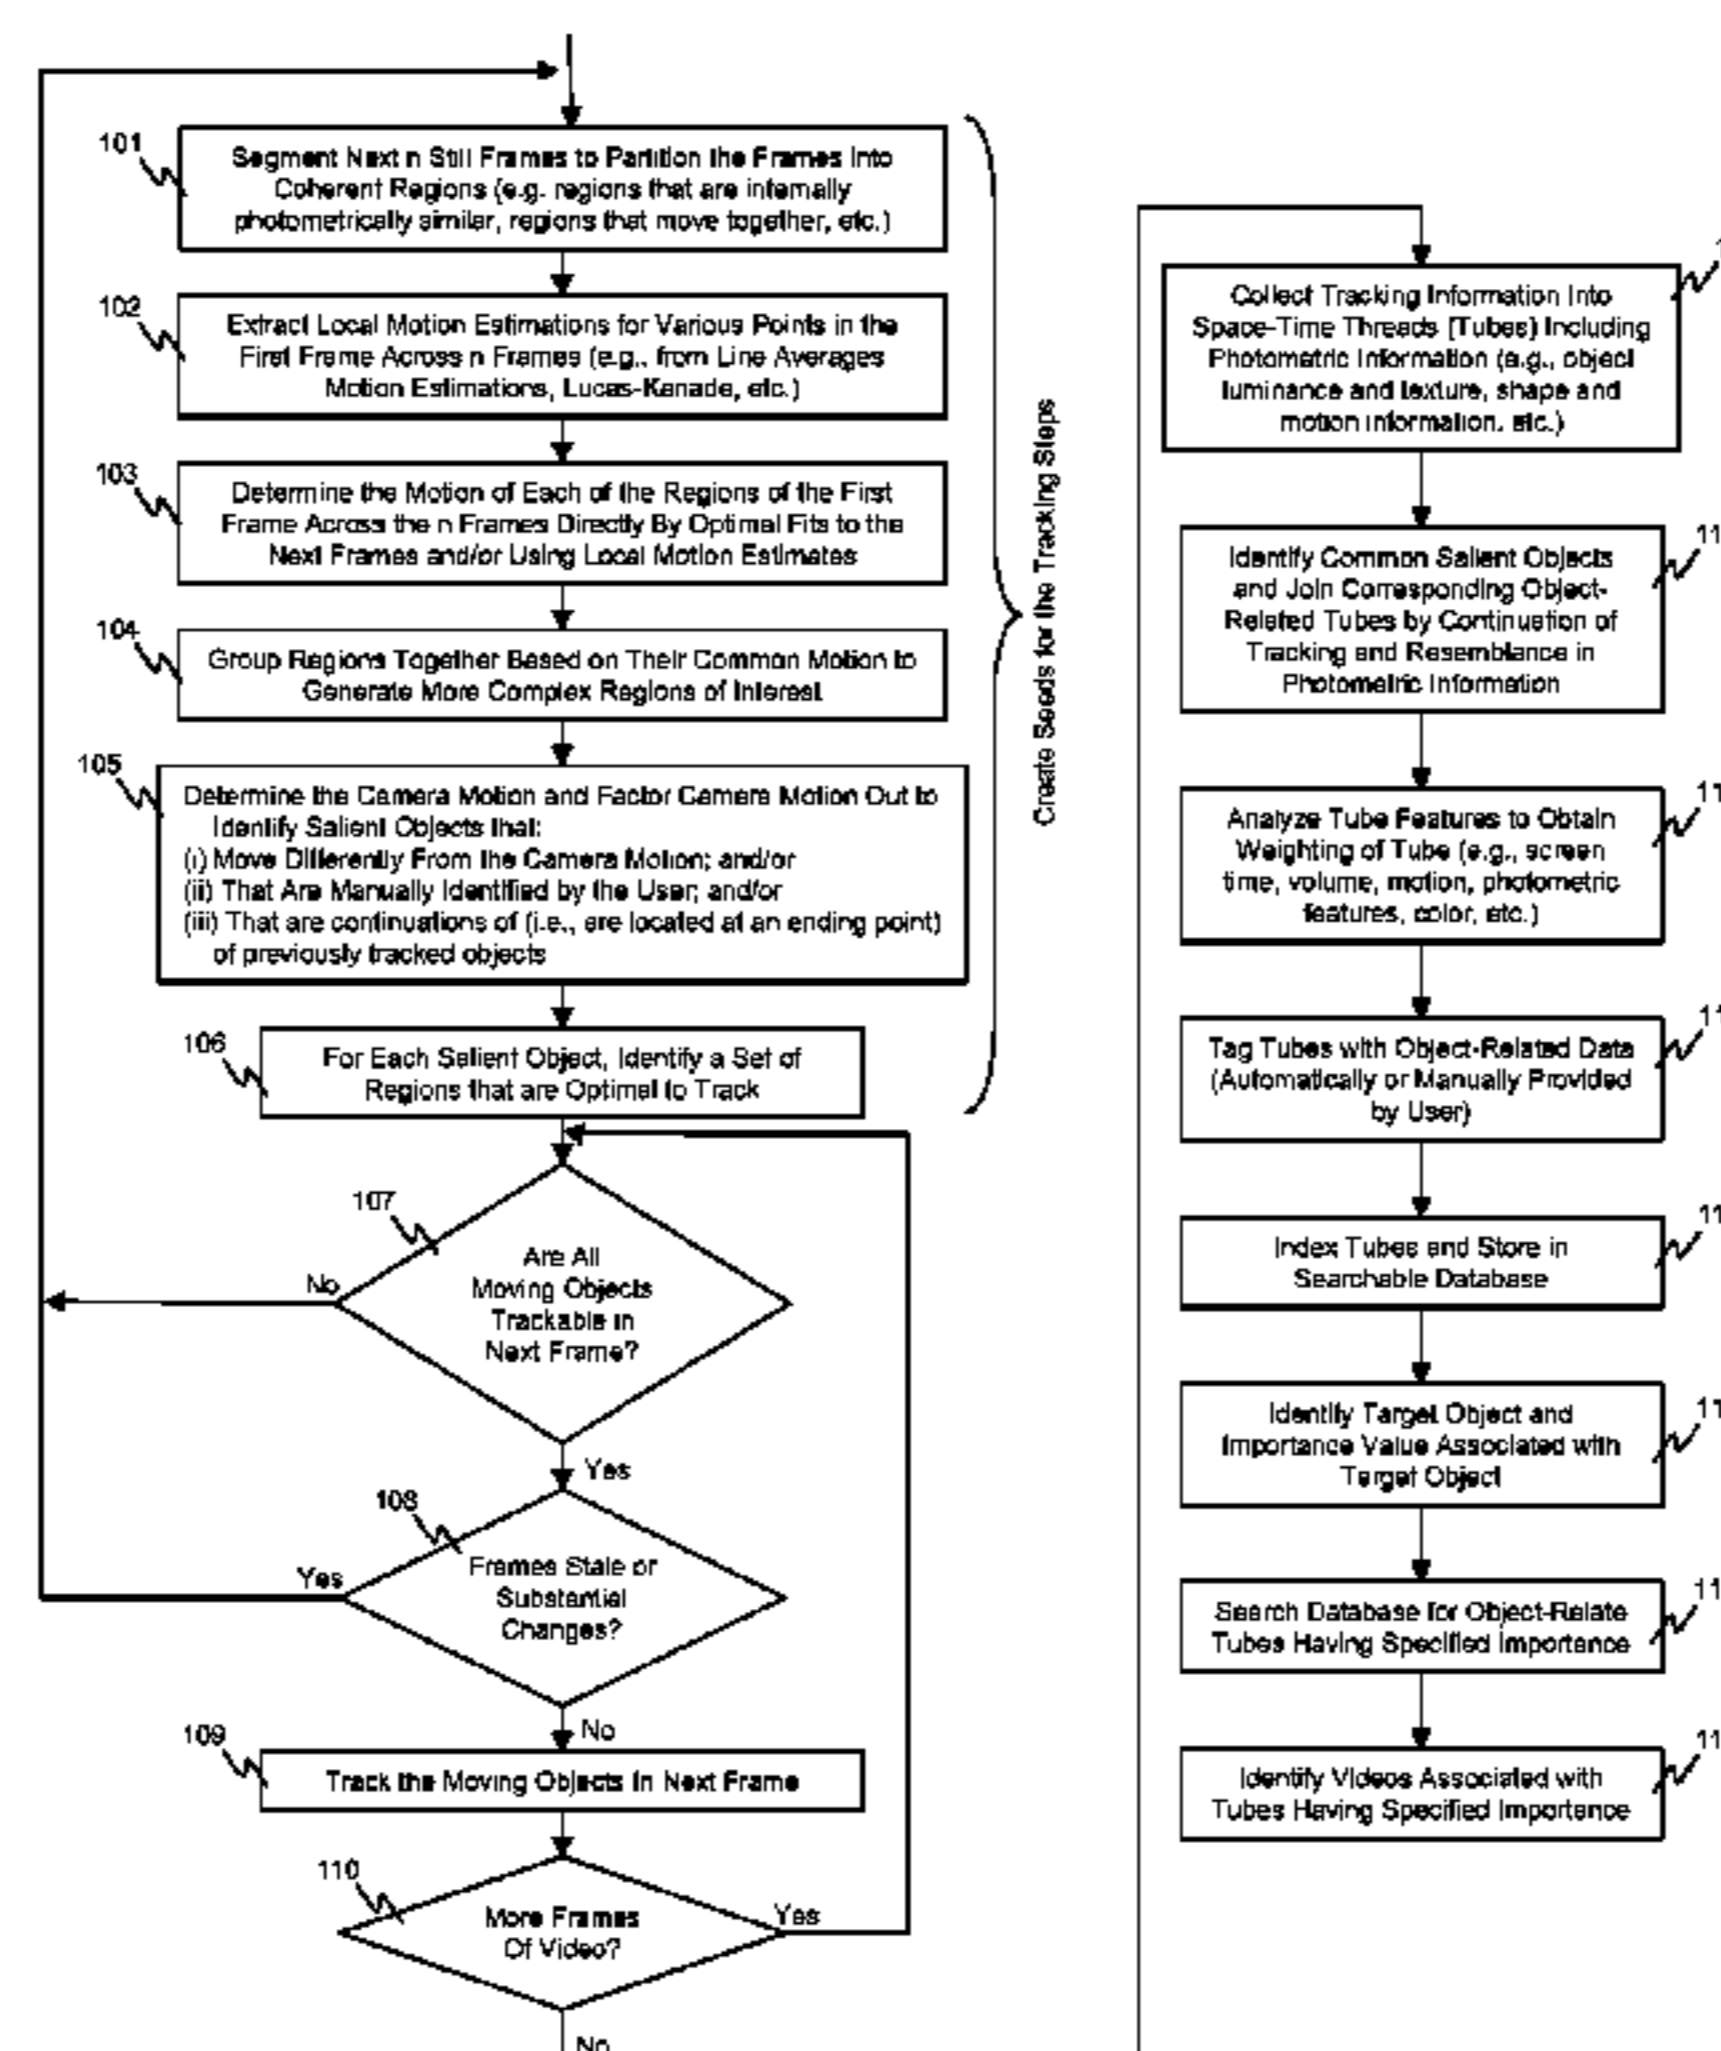 101
Segment Next n Still Frames to Partition the Frames Into
Coherent Regions (e.g. regions that are internally
photometrically similar, regions that move together, etc.)
102
Extract Local Motion Estimations for Various Points in the
First Frame Across n Frames (e.g., from Line Averages
Motion Estimations, Lucas-Kanade, etc.)
103
Determine the Motion of Each of the Regions of the First
Frame Across the n Frames Directly By Optimal Fits to the
Next Frames and/or Using Local Motion Estimates
104
Group Regions Together Based on Their Common Motion to
Generate More Complex Regions of Interest
105
Determine the Camera Motion and Factor Camera Motion Out to
Identify Salient Objects that:
(i) Move Differently From the Camera Motion; and/or
(ii) That Are Manually Identified by the User; and/or
(iii) That are continuations of (i.e., are located at an ending point)
of previously tracked objects
106
For Each Salient Object, Identify a Set of
Regions that are Optimal to Track
Create Seeds for the Tracking Steps
107
Are All
Moving Objects
Trackable in
Next Frame?
No
Yes
108
Frames Stale or
Substantial
Changes?
Yes
No
109
Track the Moving Objects in Next Frame
110
More Frames
Of Video?
Yes
No
Collect Tracking Information Into
Space-Time Threads (Tubes) Including
Photometric Information (e.g., object
luminance and texture, shape and
motion information, etc.)
11
Identify Common Salient Objects
and Join Corresponding Object-
Related Tubes by Continuation of
Tracking and Resemblance in
Photometric Information
11
Analyze Tube Features to Obtain
Weighting of Tube (e.g., screen
time, volume, motion, photometric
features, color, etc.)
11
Tag Tubes with Object-Related Data
(Automatically or Manually Provided
by User)
11
Index Tubes and Store in
Searchable Database
11
Identify Target Object and
Importance Value Associated with
Target Object
11
Search Database for Object-Relate
Tubes Having Specified Importance
11
Identify Videos Associated with
Tubes Having Specified Importance